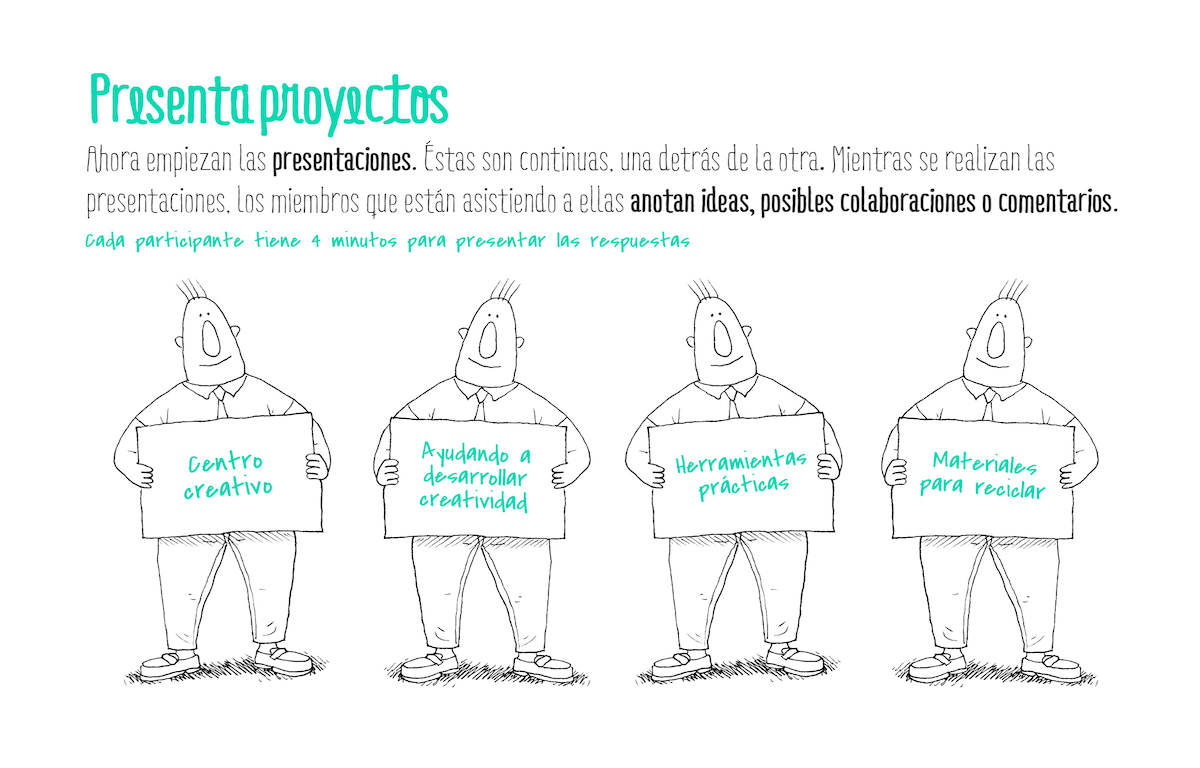 Presenta proyectos
Ahora empiezan las presentaciones. Éstas son continuas, una detrás de la otra. Mientras se realizan las
presentaciones, los miembros que están asistiendo a ellas anotan ideas, posibles colaboraciones o comentarios.
Cada participante tiene 4 minutos para presentar las respuestas
Centro
creativo
Ayudando a
desarrollar
creatividad
Herramientas
prácticas
Materiales
para reciclar